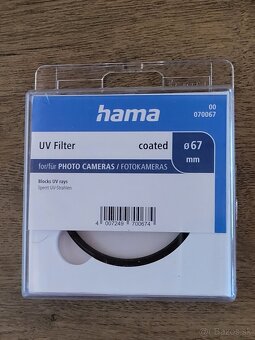 hama
00
070067
UV Filter
coated
ø67
mm
for/für PHOTO CAMERAS / FOTOKAMERAS
Blocks UV rays
Sperrt UV-Strahlen
4 007249 700674